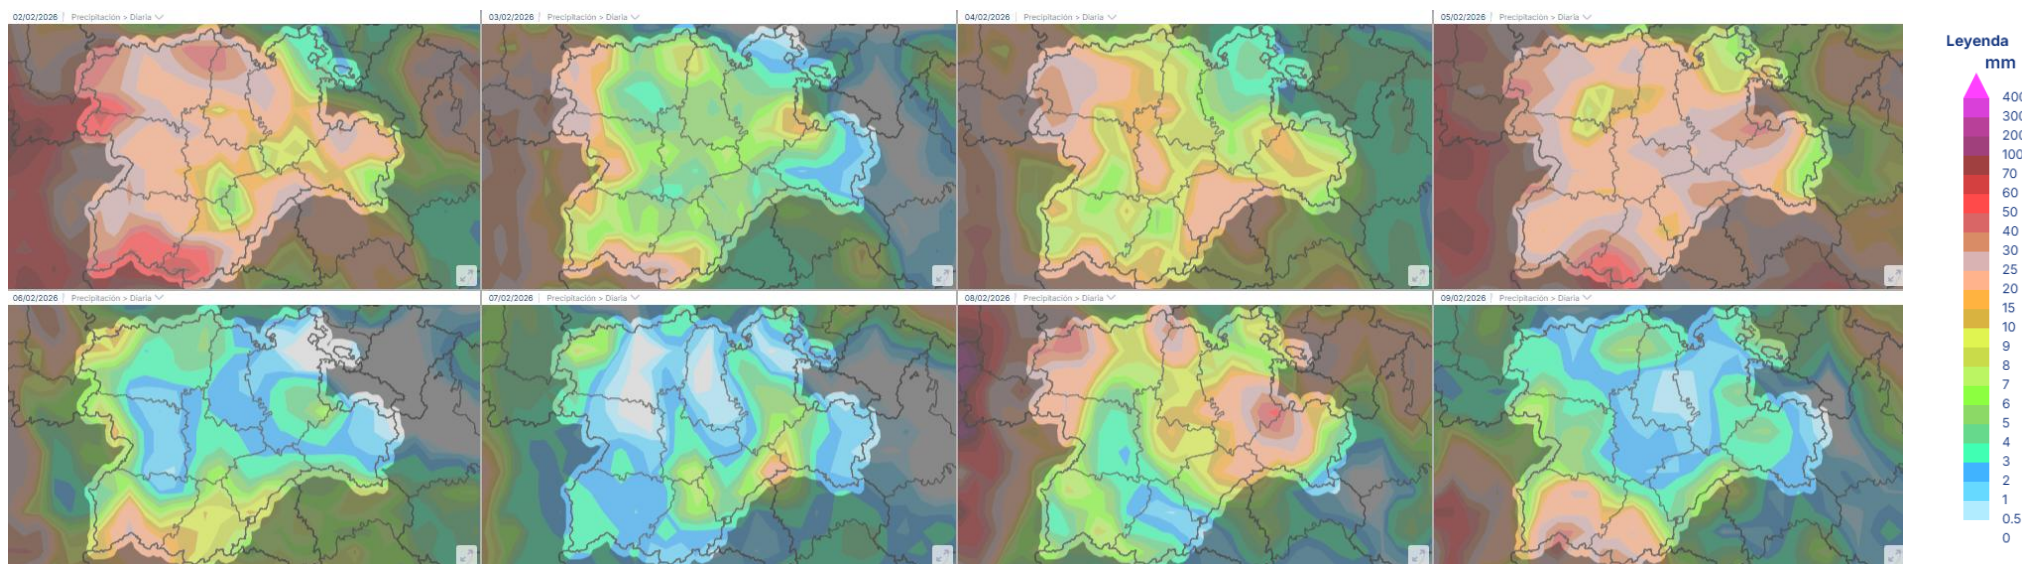 02/02/2026 Precipitación > Diaria
03/02/2026 Precipitación > Diaria
04/02/2026 Precipitación > Diaria
05/02/2026 Precipitación > Diaria
06/02/2026 Precipitación > Diaria
07/02/2026 Precipitación > Diaria
08/02/2026 Precipitación > Diaria
09/02/2026 Precipitación > Diaria
Leyenda
mm
400
300
200
100
70
60
50
40
30
25
20
15
10
9
8
7
6
5
4
3
2
1
0.5
0